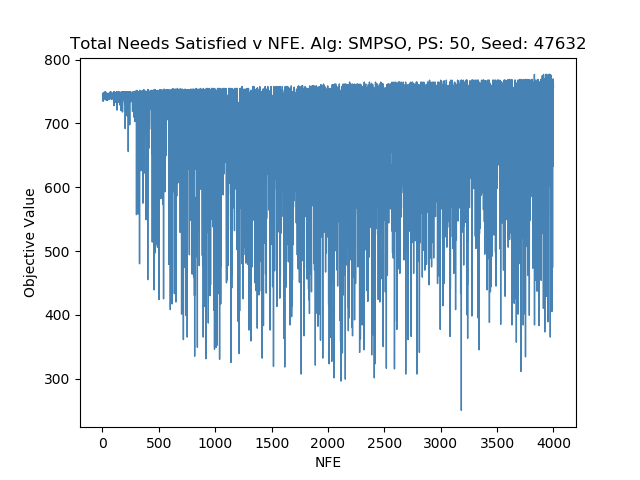 Total Needs Satisfied v NFE. Alg: SMPSO, PS: 50, Seed: 47632
800
700
600
500
400
300
Objective Value
0 500 1000 1500 2000 2500 3000 3500 4000
NFE